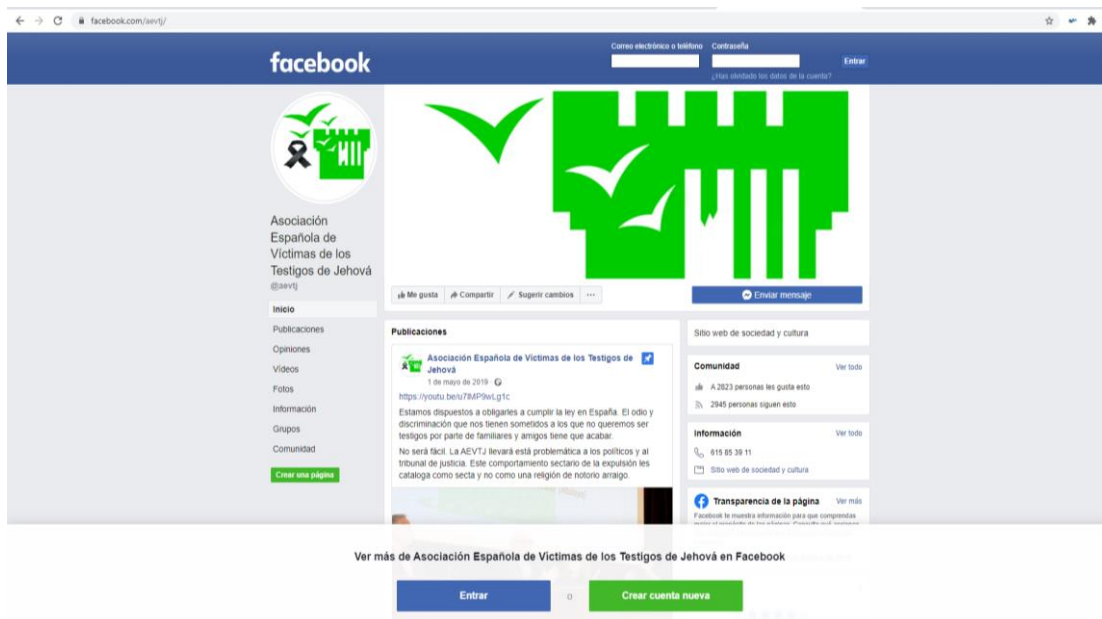 facebook.com/aevtj/
facebook
Correo electrónico o teléfono
Contraseña
Entrar
¿Has olvidado los datos de la cuenta?
Asociación
Española de
Víctimas de los
Testigos de Jehová
@aevtj
Inicio
Publicaciones
Opiniones
Vídeos
Fotos
Información
Grupos
Comunidad
Crear una página
Me gusta
Compartir
Sugerir cambios
Enviar mensaje
Publicaciones
Asociación Española de Víctimas de los Testigos de
Jehová
1 de mayo de 2019
https://youtu.be/u7IMP9wLg1c
Estamos dispuestos a obligarles a cumplir la ley en España. El odio y
discriminación que nos tienen sometidos a los que no queremos ser
testigos por parte de familiares y amigos tiene que acabar.
No será fácil. La AEVTJ llevará está problemática a los políticos y al
tribunal de justicia. Este comportamiento sectario de la expulsión les
cataloga como secta y no como una religión de notorio arraigo.
Sitio web de sociedad y cultura
Comunidad
Ver todo
A 2823 personas les gusta esto
2945 personas siguen esto
Información
Ver todo
615 85 39 11
Sitio web de sociedad y cultura
Transparencia de la página
Ver más
Facebook te muestra información para que comprendas
Ver más de Asociación Española de Víctimas de los Testigos de Jehová en Facebook
Entrar
o
Crear cuenta nueva